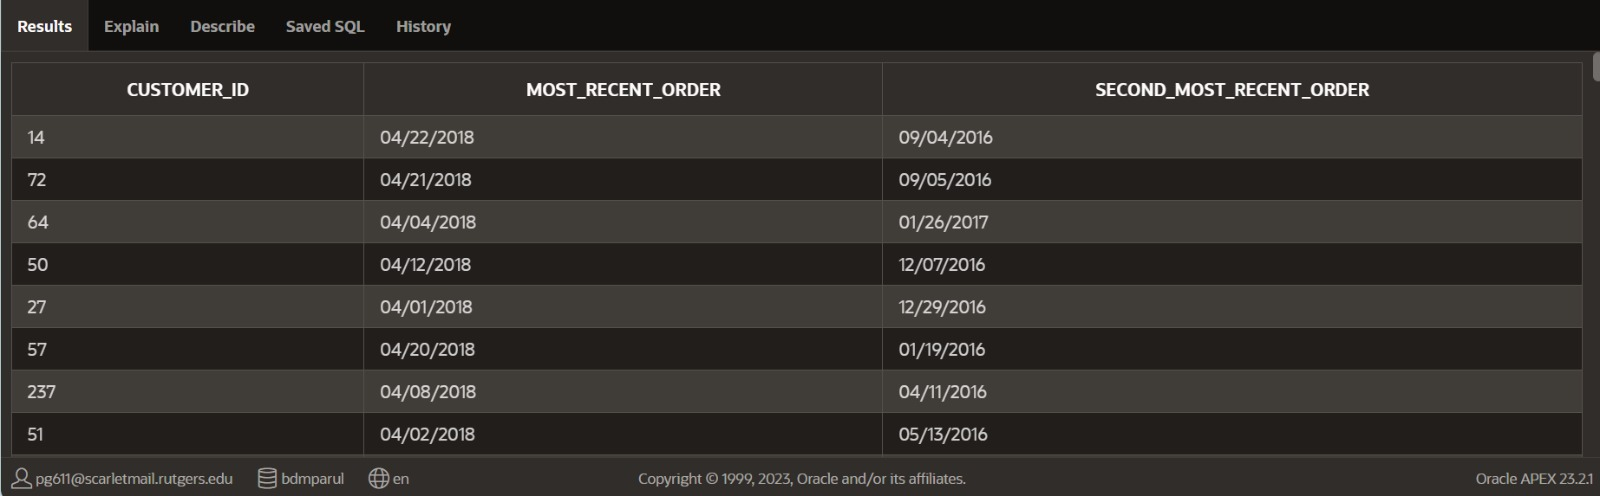 Results Explain Describe Saved SQL History
CUSTOMER_ID MOST_RECENT_ORDER SECOND_MOST_RECENT_ORDER
14 04/22/2018 09/04/2016
72 04/21/2018 09/05/2016
64 04/04/2018 01/26/2017
50 04/12/2018 12/07/2016
27 04/01/2018 12/29/2016
57 04/20/2018 01/19/2016
237 04/08/2018 04/11/2016
51 04/02/2018 05/13/2016
pg611@scarletmail.rutgers.edu bdmparul en Copyright © 1999, 2023, Oracle and/or its affiliates. Oracle APEX 23.2.1